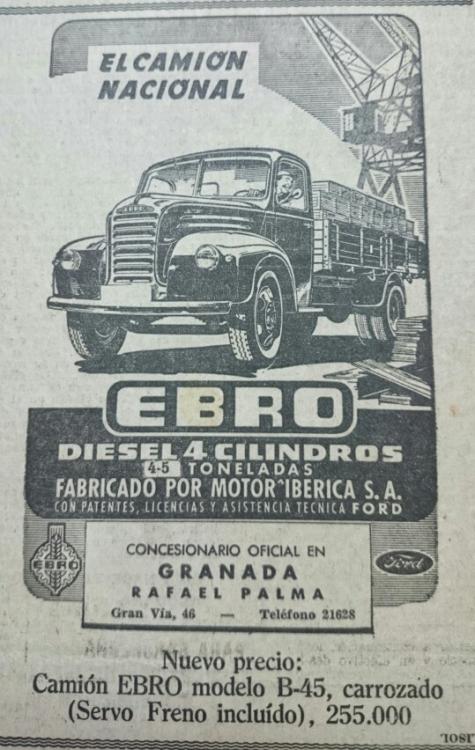 EL CAMIÓN
NACIONAL
EBRO
EBRO
DIESEL 4 CILINDROS
4-5 TONELADAS
FABRICADO POR MOTOR IBERICA S. A.
CON PATENTES, LICENCIAS Y ASISTENCIA TECNICA FORD
CONCESIONARIO OFICIAL EN
GRANADA
RAFAEL PALMA
Gran Vía, 46 — Teléfono 21628
EBRO
Ford
Nuevo precio:
Camión EBRO modelo B-45, carrozado
(Servo Freno incluído), 255.000